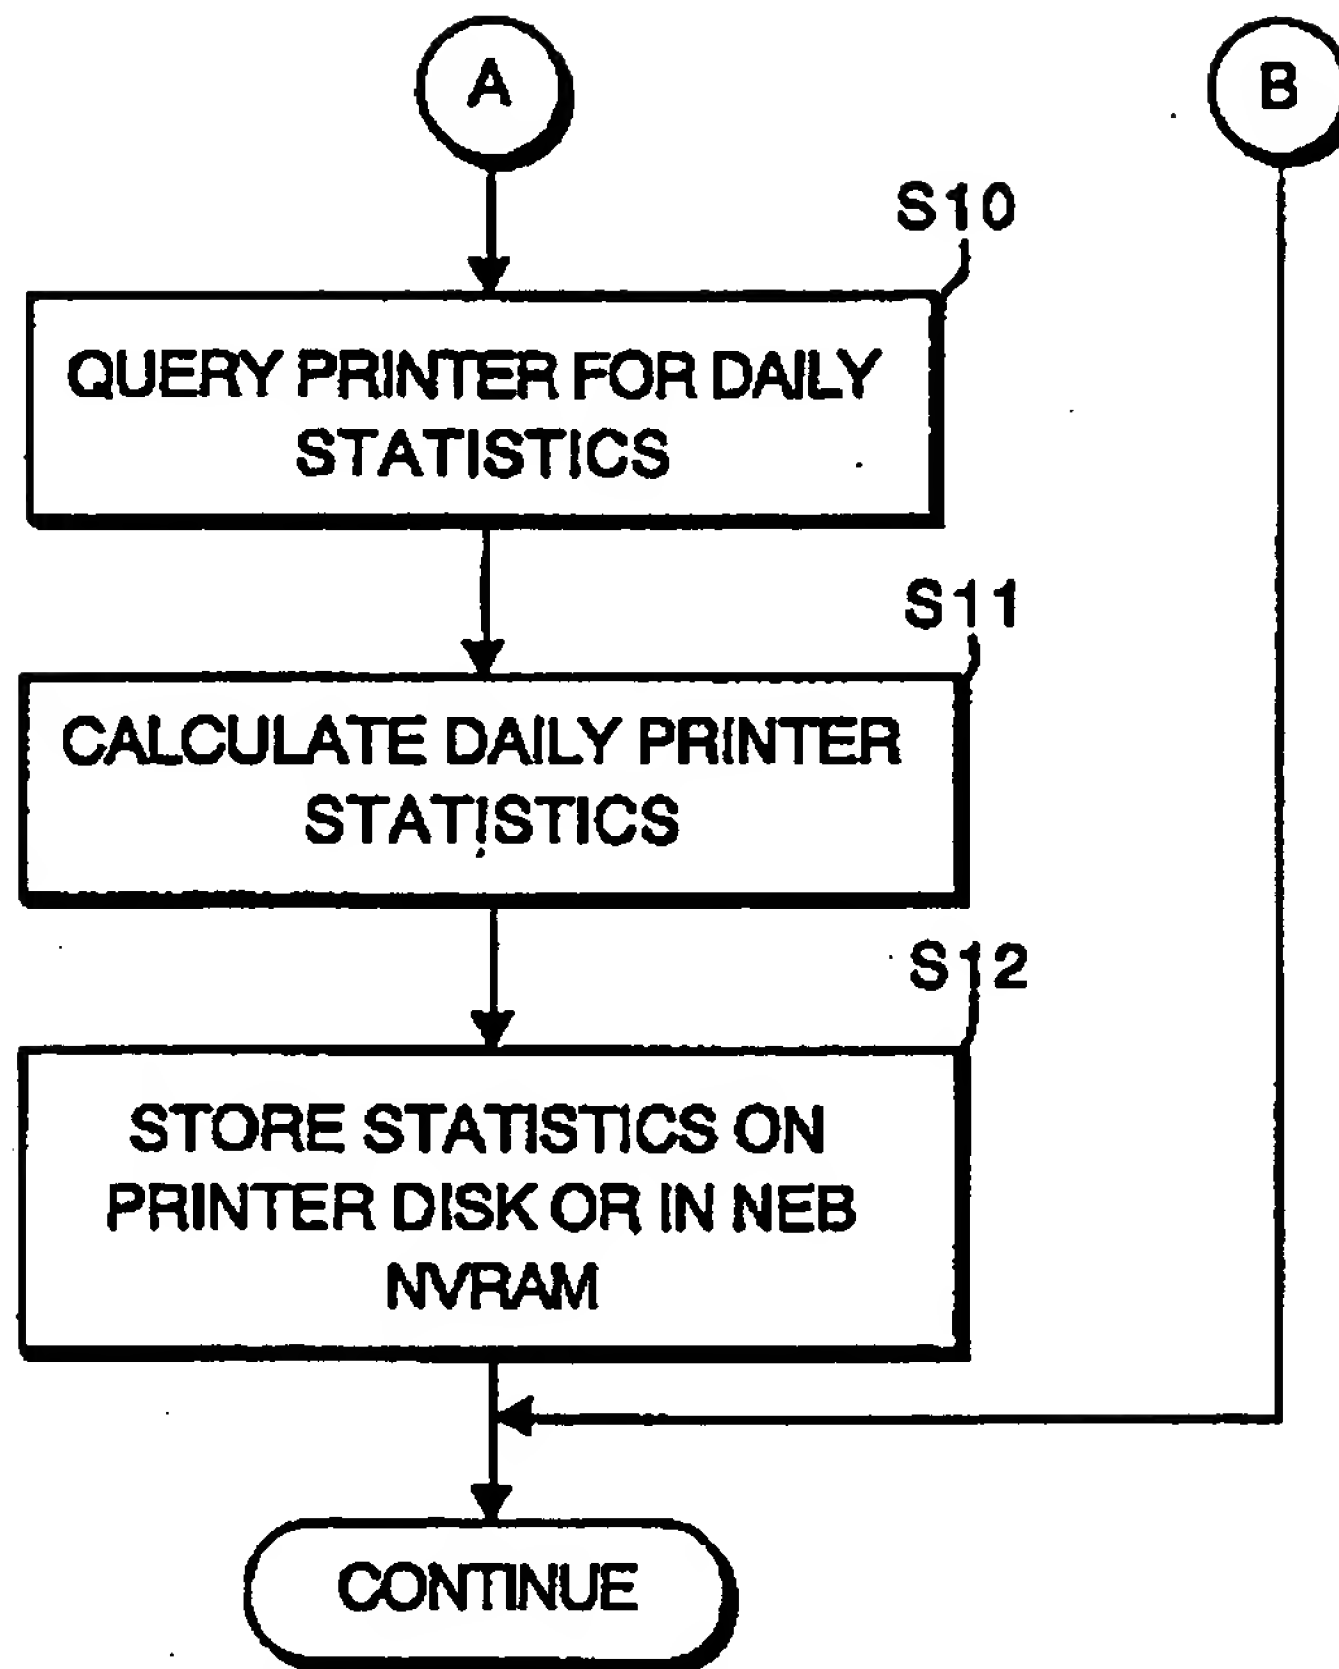 A
B
S10
QUERY PRINTER FOR DAILY
STATISTICS
S11
CALCULATE DAILY PRINTER
STATISTICS
S12
STORE STATISTICS ON
PRINTER DISK OR IN NEB
NVRAM
CONTINUE